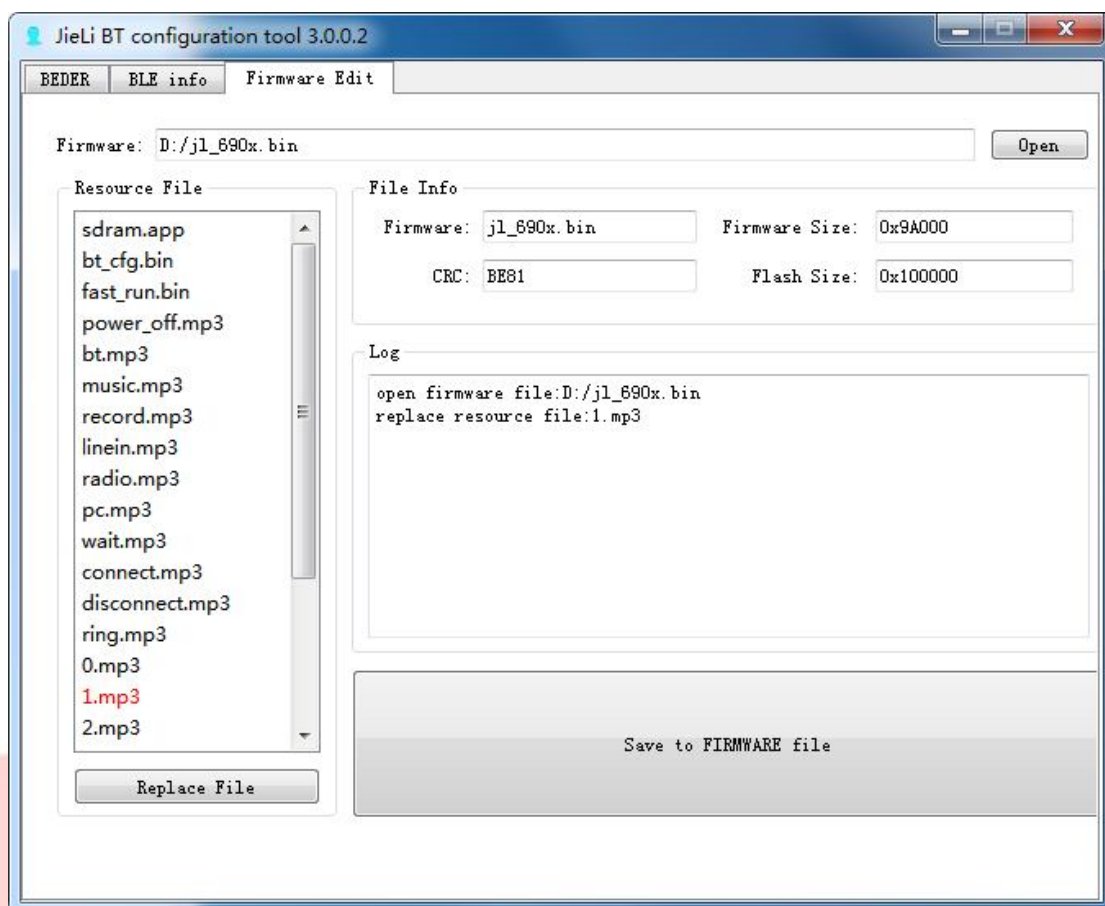 JieLi BT configuration tool 3.0.0.2
BEDER BLE info Firmware Edit
Firmware: D:/jl_690x.bin Open
Resource File
sdram.app
bt_cfg.bin
fast_run.bin
power_off.mp3
bt.mp3
music.mp3
record.mp3
linein.mp3
radio.mp3
pc.mp3
wait.mp3
connect.mp3
disconnect.mp3
ring.mp3
0.mp3
1.mp3
2.mp3
Replace File
File Info
Firmware: jl_690x.bin Firmware Size: 0x9A000
CRC: BE81 Flash Size: 0x100000
Log
open firmware file:D:/jl_690x.bin
replace resource file:1.mp3
Save to FIRMWARE file